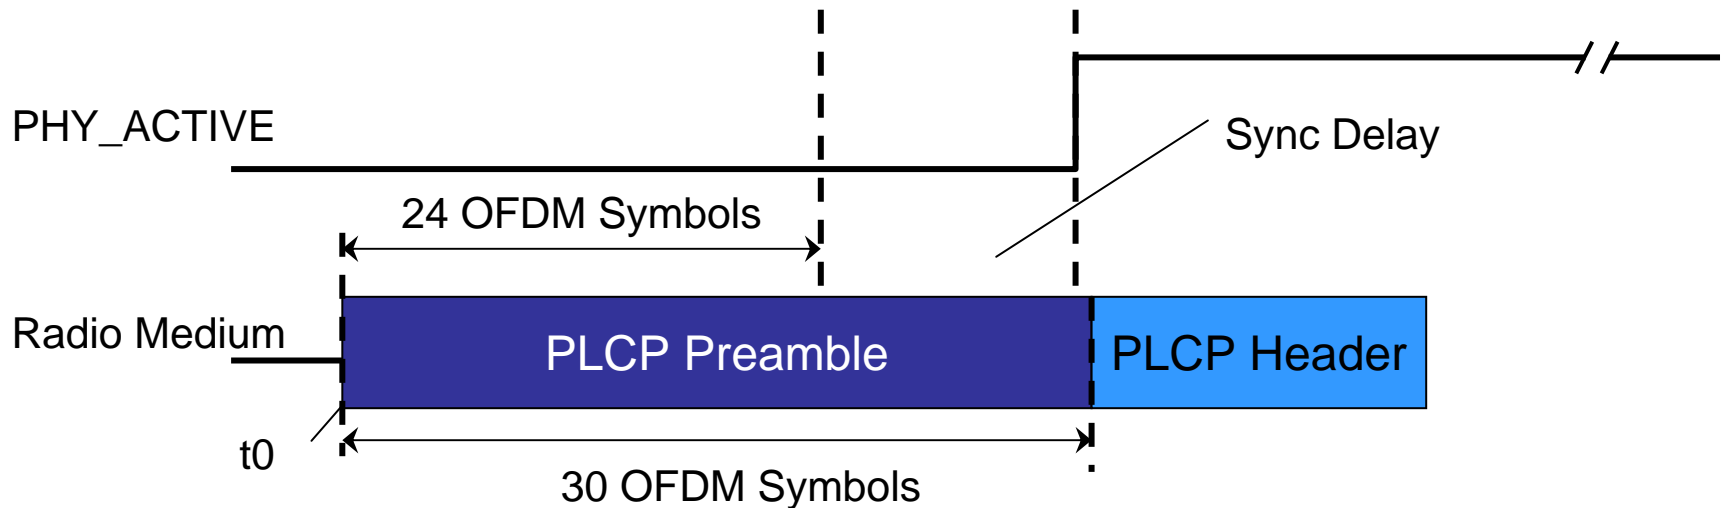 PHY_ACTIVE
Sync Delay
24 OFDM Symbols
Radio Medium
PLCP Preamble
PLCP Header
t0
30 OFDM Symbols